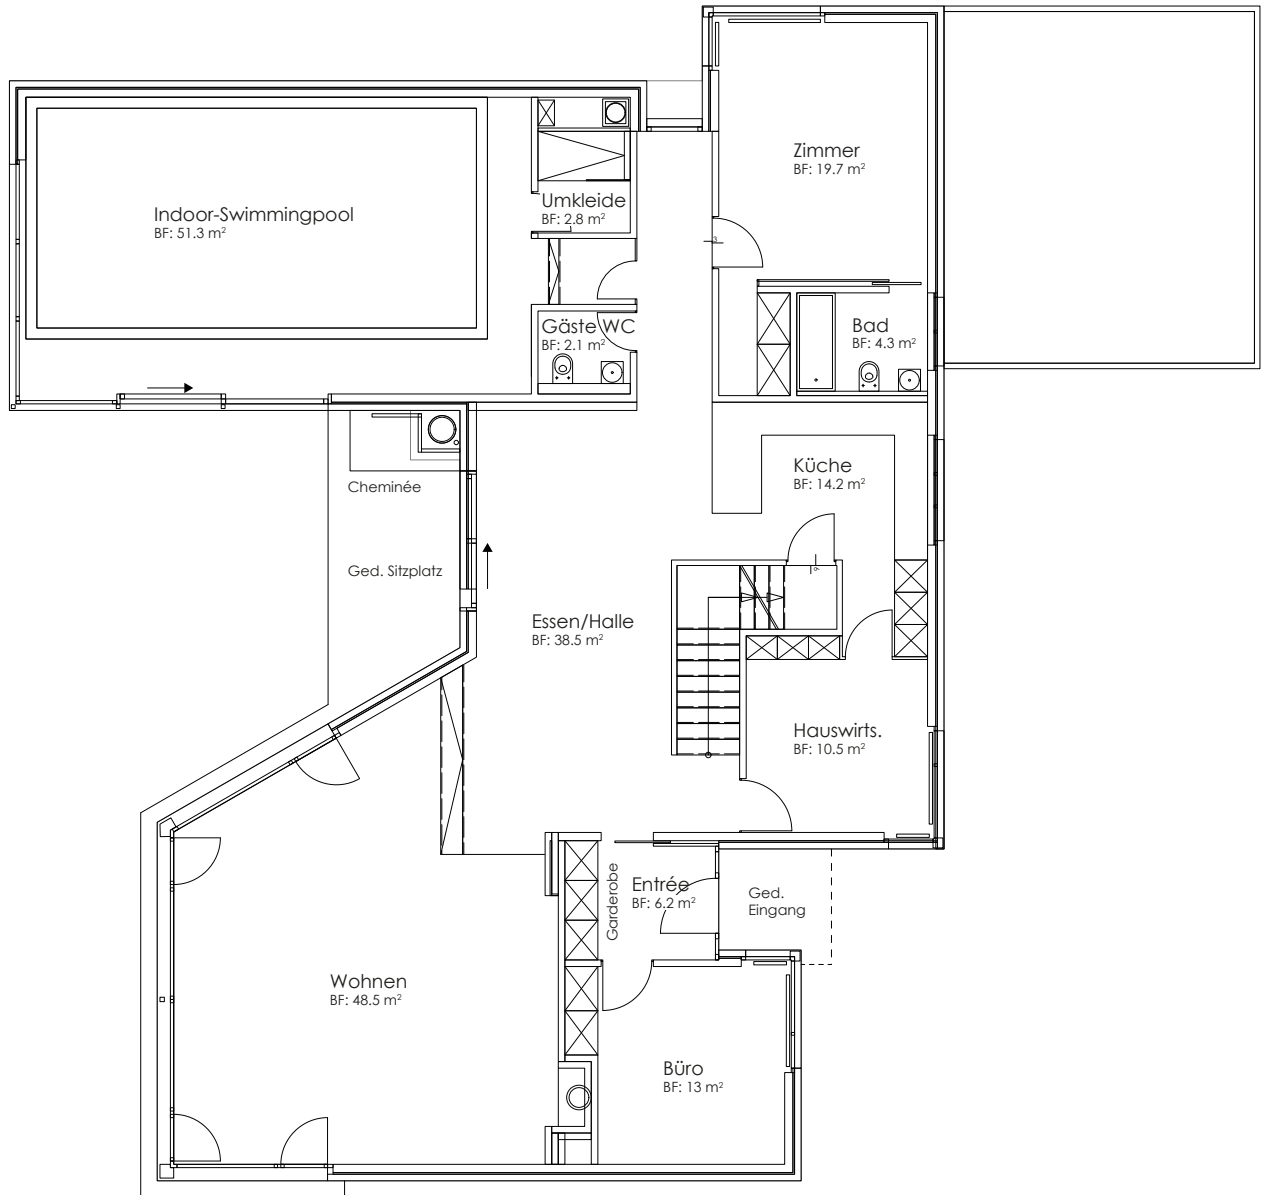 Zimmer
BF: 19.7 m²
Indoor-Swimmingpool
BF: 51.3 m²
Umkleide
BF: 2.8 m²
Gäste WC
BF: 2.1 m²
Bad
BF: 4.3 m²
Küche
BF: 14.2 m²
Cheminée
Ged. Sitzplatz
Essen/Halle
BF: 38.5 m²
Hauswirts.
BF: 10.5 m²
Garderobe
Entrée
BF: 6.2 m²
Ged.
Eingang
Wohnen
BF: 48.5 m²
Büro
BF: 13 m²